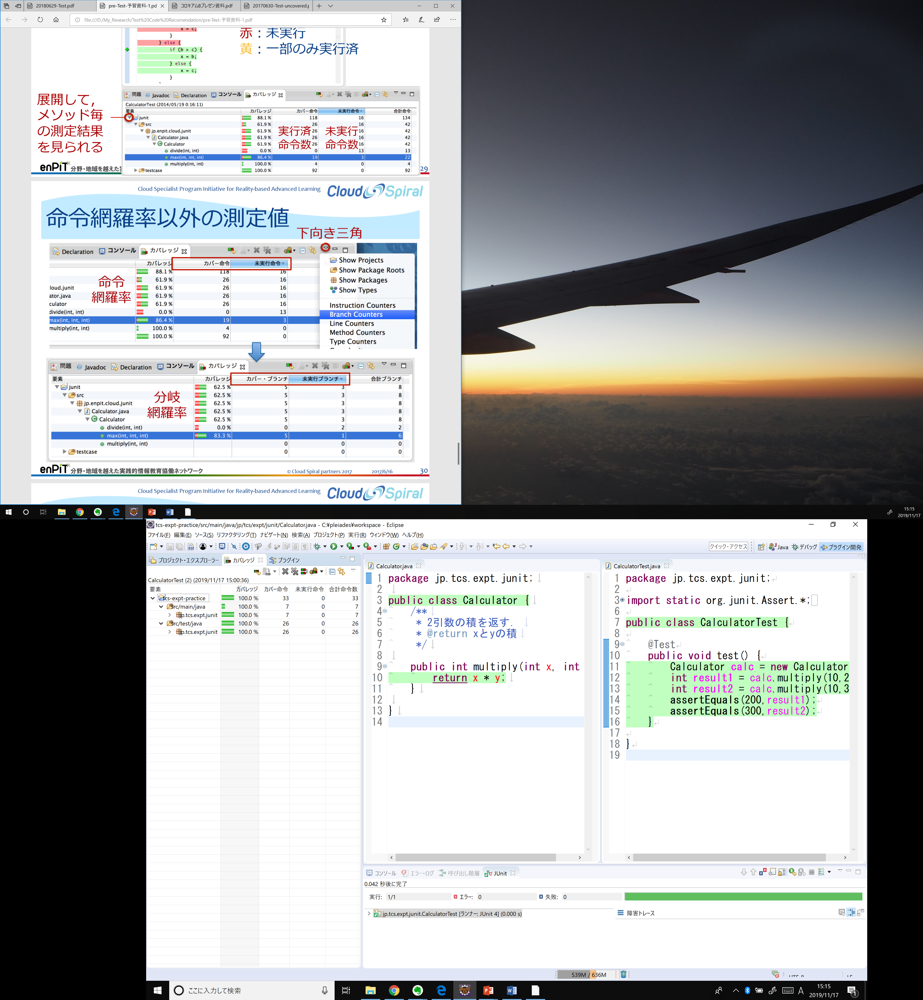 20180629-Test.pdf
pre-Test-予習資料-1.pd
コロキアムBプレゼン資料.pdf
20170630-Test-uncovered.p
file:///D:/My_Research/Test%20Code%20Recomendation/pre-Test-予習資料-1.pdf
x = c;
}
} else {
if (b > c) {
x = b;
} else {
x = c;
}
赤：未実行
黄：一部のみ実行済
展開して，
メソッド毎
の測定結果
を見られる
問題 @ Javadoc Declaration コンソール カバレッジ
CalculatorTest (2014/05/19 0:16:11)
要素 カバレッジ カバー命令 未実行命令 合計命令
junit 88.1 % 118 16 134
src 61.9 % 26 16 42
jp.enpit.cloud.junit 61.9 % 26 16 42
Calculator.java 61.9 % 26 16 42
Calculator 61.9 % 26 16 42
divide(int, int) 0.0 % 0 13 13
max(int, int, int) 86.4 % 19 3 22
multiply(int, int) 100.0 % 4 0 4
testcase 100.0 % 92 0 92
実行済
命令数
未実行
命令数
enPiT 分野・地域を越えた
29
Cloud Specialist Program Initiative for Reality-based Advanced Learning
Cloud Spiral
命令網羅率以外の測定値
下向き三角
Declaration コンソール カバレッジ
カバレッジ カバー命令 未実行命令
88.1 % 118 16
61.9 % 26 16
loud.junit 61.9 % 26 16
ator.java 61.9 % 26 16
culator 61.9 % 26 16
divide(int, int) 0.0 % 0 13
max(int, int, int) 86.4 % 19 3
multiply(int, int) 100.0 % 4 0
100.0 % 92 0
命令
網羅率
Show Projects
Show Package Roots
Show Packages
Show Types
Instruction Counters
Branch Counters
Line Counters
Method Counters
Type Counters
問題 @ Javadoc Declaration コンソール カバレッジ
要素 カバレッジ カバー・ブランチ 未実行ブランチ 合計ブランチ
junit 62.5 % 5 3 8
src 62.5 % 5 3 8
jp.enpit.cloud.junit 62.5 % 5 3 8
Calculator.java 62.5 % 5 3 8
Calculator 62.5 % 5 3 8
divide(int, int) 0.0 % 0 2 2
max(int, int, int) 83.3 % 5 1 6
multiply(int, int) 0 0 0
testcase 0 0 0
分岐
網羅率
enPiT 分野・地域を越えた実践的情報教育協働ネットワーク
© Cloud Spiral partners 2017 2017/6/16 30
Cloud Specialist Program Initiative for Reality-based Advanced Learning
Cloud Spiral
15:15
2019/11/17
tcs-expt-practice/src/main/java/jp/tcs/expt/junit/Calculator.java - C:¥pleiades¥workspace - Eclipse
ファイル(F) 編集(E) ソース(S) リファクタリング(T) ナビゲート(N) 検索(A) プロジェクト(P) 実行(R) ウィンドウ(W) ヘルプ(H)
クイック・アクセス
Java デバッグ プラグイン開発
プロジェクト・エクスプローラー カバレッジ プラグイン
CalculatorTest (2) (2019/11/17 15:00:36)
要素 カバレッジ カバー命令 未実行命令 合計命令数
tcs-expt-practice 100.0 % 33 0 33
src/main/java 100.0 % 7 0 7
jp.tcs.expt.junit 100.0 % 7 0 7
src/test/java 100.0 % 26 0 26
jp.tcs.expt.junit 100.0 % 26 0 26
Calculator.java
1 package jp.tcs.expt.junit;
2
3 public class Calculator {
4 /**
5 * 2引数の積を返す.
6 * @return xとyの積
7 */
8
9 public int multiply(int x, int
10 return x * y;
11 }
12
13 }
14
CalculatorTest.java
1 package jp.tcs.expt.junit;
2
3 import static org.junit.Assert.*;
6
7 public class CalculatorTest {
8
9 @Test
10 public void test() {
11 Calculator calc = new Calculator
12 int result1 = calc.multiply(10,2
13 int result2 = calc.multiply(10,3
14 assertEquals(200,result1);
15 assertEquals(300,result2);
16 }
17
18 }
19
コンソール エラー・ログ 呼び出し階層 JUnit
0.042 秒後に完了
実行: 1/1 エラー: 0 失敗: 0
jp.tcs.expt.junit.CalculatorTest [ランナー: JUnit 4] (0.000 s)
障害トレース
539M / 636M
ここに入力して検索
A
15:15
2019/11/17
1